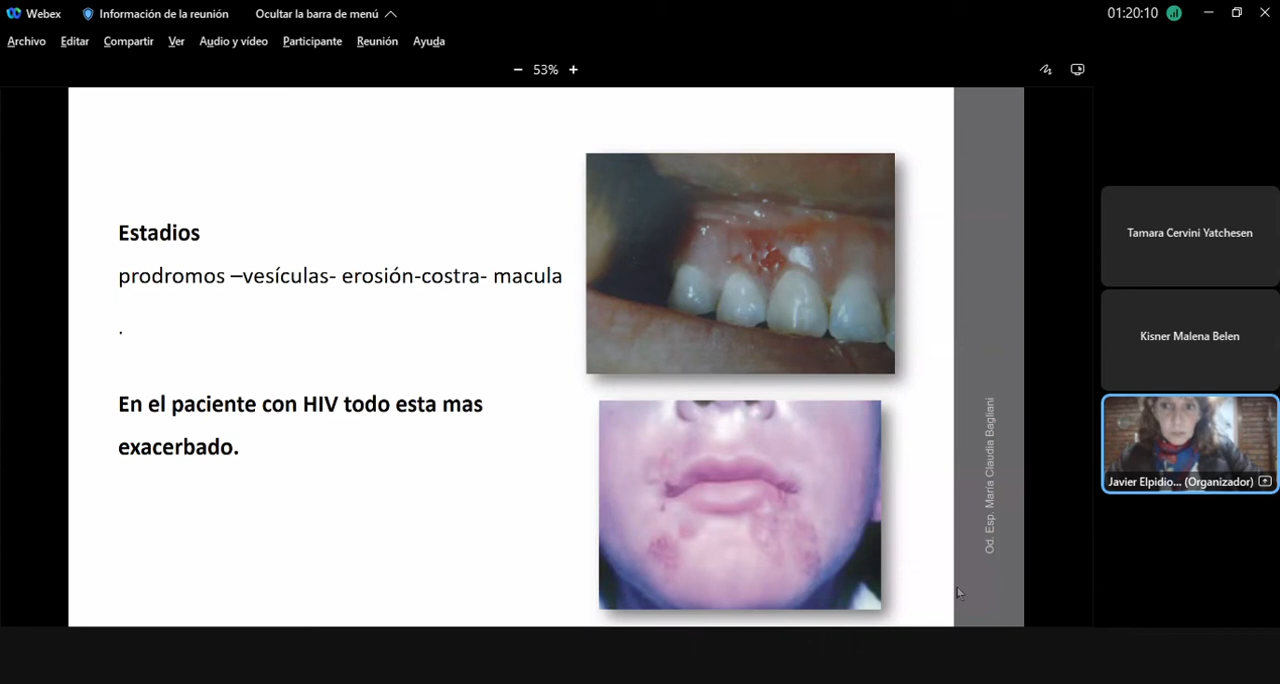 Webex Información de la reunión Ocultar la barra de menú 01:20:10
Archivo Editar Compartir Ver Audio y vídeo Participante Reunión Ayuda
− 53% +
Estadios
prodromos –vesículas- erosión-costra- macula
.
En el paciente con HIV todo esta mas
exacerbado.
Od. Esp. María Claudia Bagliani
Tamara Cervini Yatchesen
Kisner Malena Belen
Javier Elpidio... (Organizador)